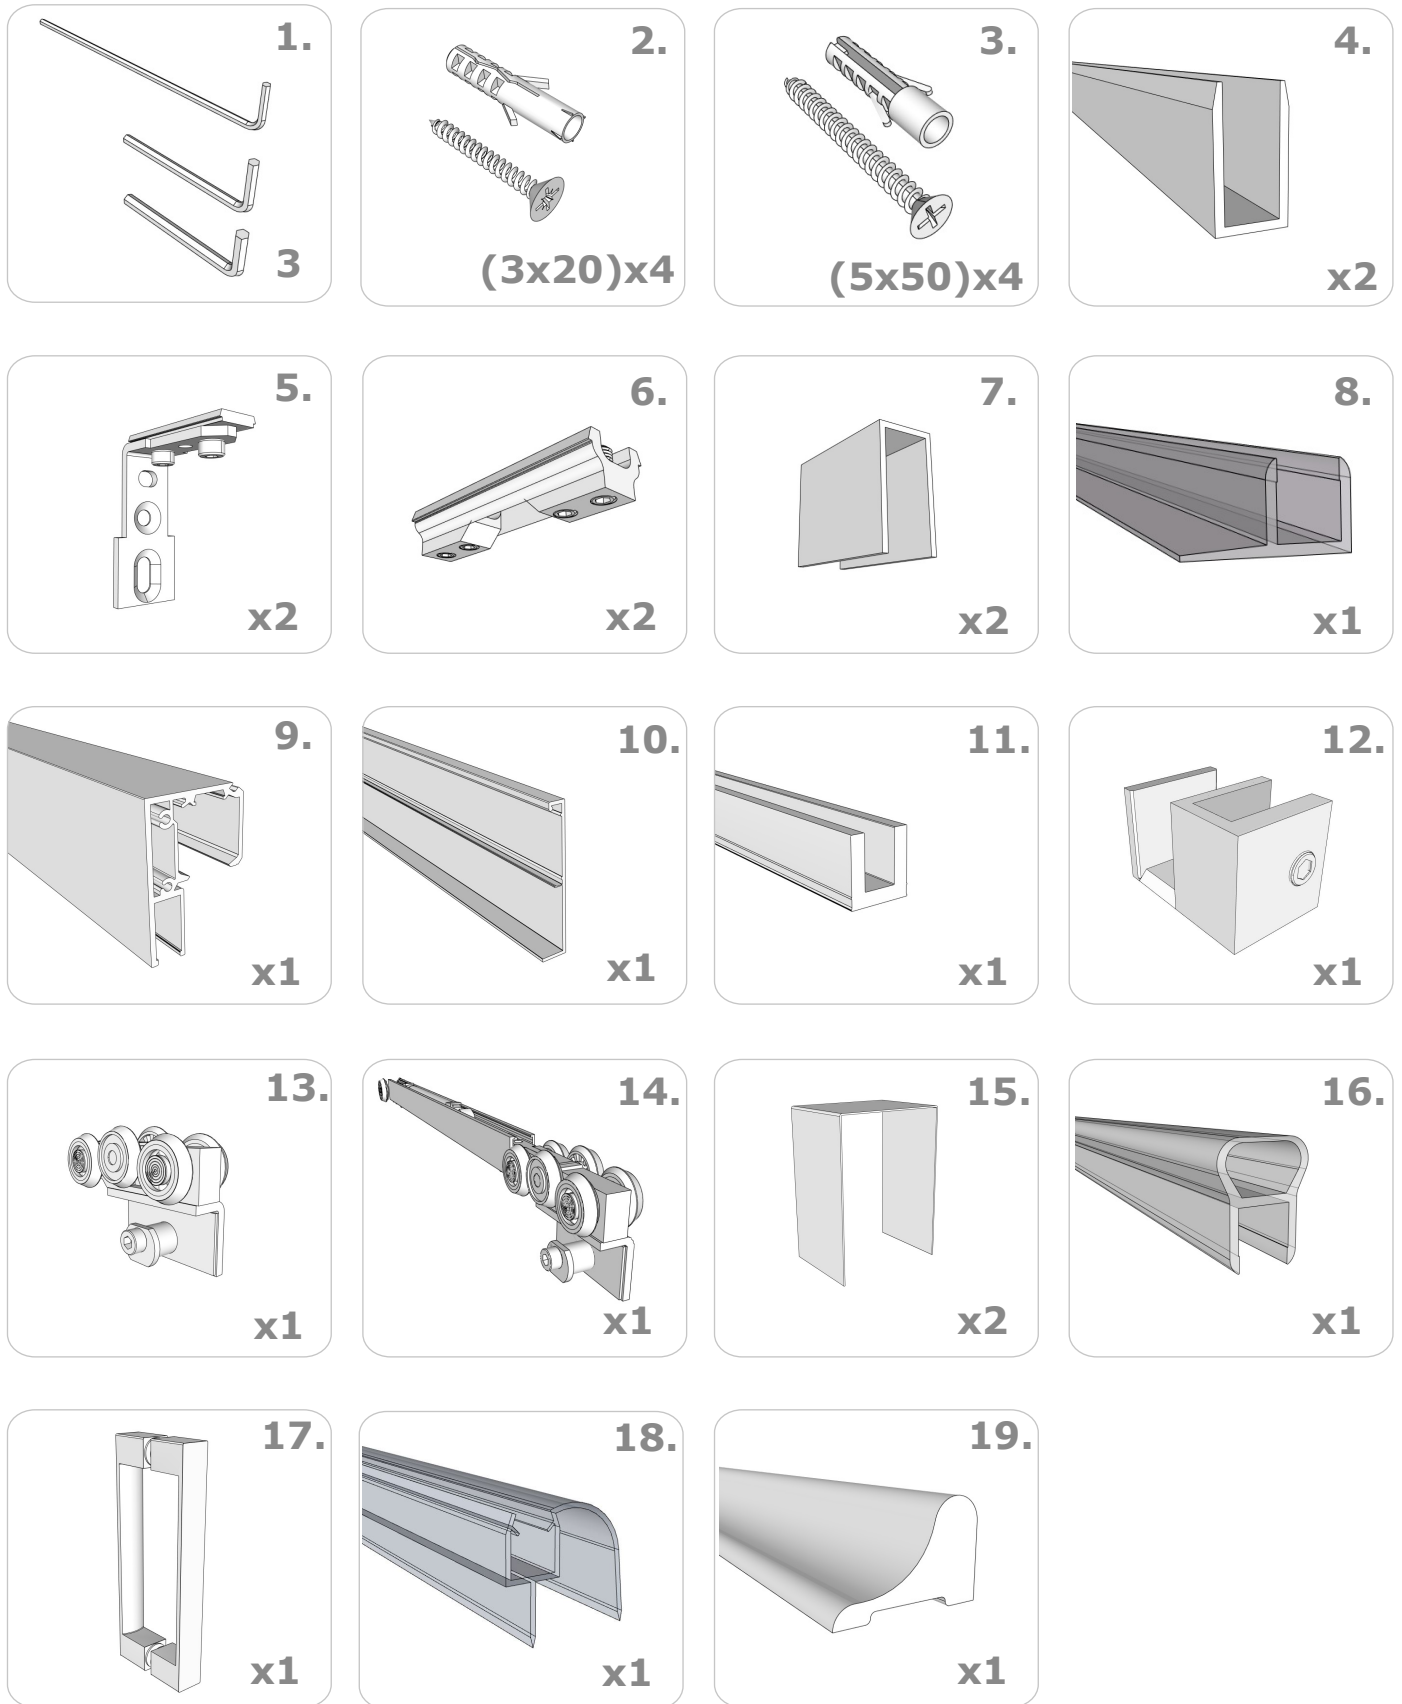 1.
3
2.
(3x20)x4
3.
(5x50)x4
4.
x2
5.
x2
6.
x2
7.
x2
8.
x1
9.
x1
10.
x1
11.
x1
12.
x1
13.
x1
14.
x1
15.
x2
16.
x1
17.
x1
18.
x1
19.
x1